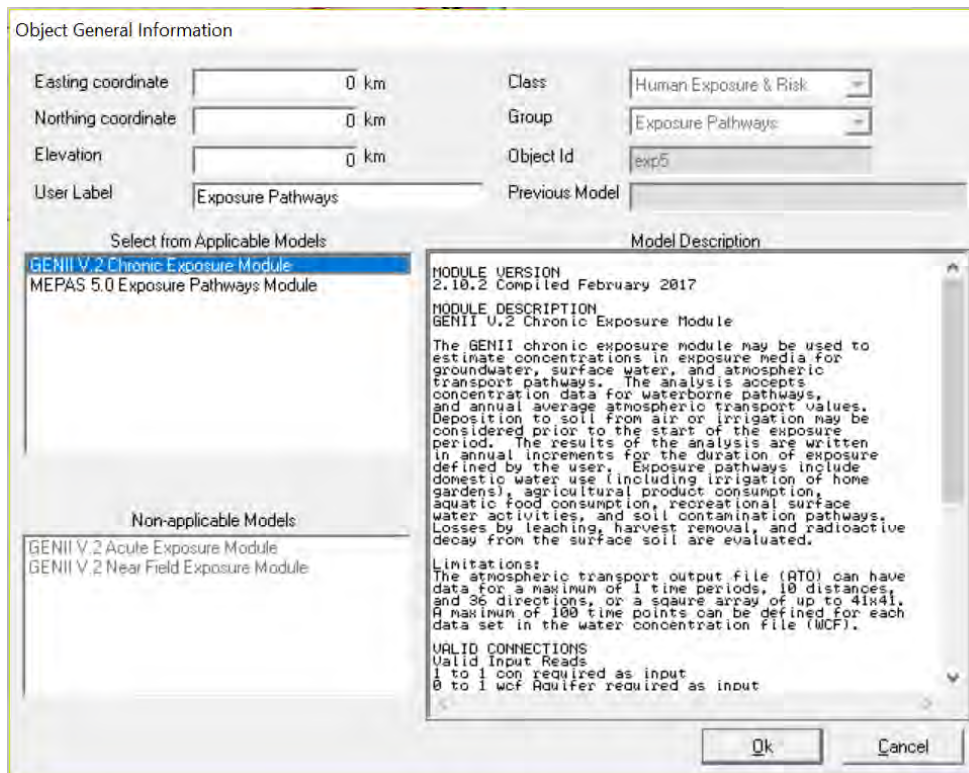 Object General Information
Easting coordinate 0 km Class Human Exposure & Risk
Northing coordinate 0 km Group Exposure Pathways
Elevation 0 km Object Id exp5
User Label Exposure Pathways Previous Model
Select from Applicable Models
GENII V.2 Chronic Exposure Module
MEPAS 5.0 Exposure Pathways Module
Non-applicable Models
GENII V.2 Acute Exposure Module
GENII V.2 Near Field Exposure Module
Model Description
MODULE VERSION
2.10.2 Compiled February 2017
MODULE DESCRIPTION
GENII V.2 Chronic Exposure Module
The GENII chronic exposure module may be used to
estimate concentrations in exposure media for
groundwater, surface water, and atmospheric
transport pathways. The analysis accepts
concentration data for waterborne pathways,
and annual average atmospheric transport values.
Deposition to soil from air or irrigation may be
considered prior to the start of the exposure
period. The results of the analysis are written
in annual increments for the duration of exposure
defined by the user. Exposure pathways include
domestic water use (including irrigation of home
gardens), agricultural product consumption,
aquatic food consumption, recreational surface
water activities, and soil contamination pathways.
Losses by leaching, harvest removal, and radioactive
decay from the surface soil are evaluated.
Limitations:
The atmospheric transport output file (ATO) can have
data for a maximum of 1 time periods, 10 distances,
and 36 directions, or a sqaure array of up to 41x41.
A maximum of 100 time points can be defined for each
data set in the water concentration file (WCF).
VALID CONNECTIONS
Valid Input Reads
1 to 1 con required as input
0 to 1 wcf Aquifer required as input
Ok Cancel